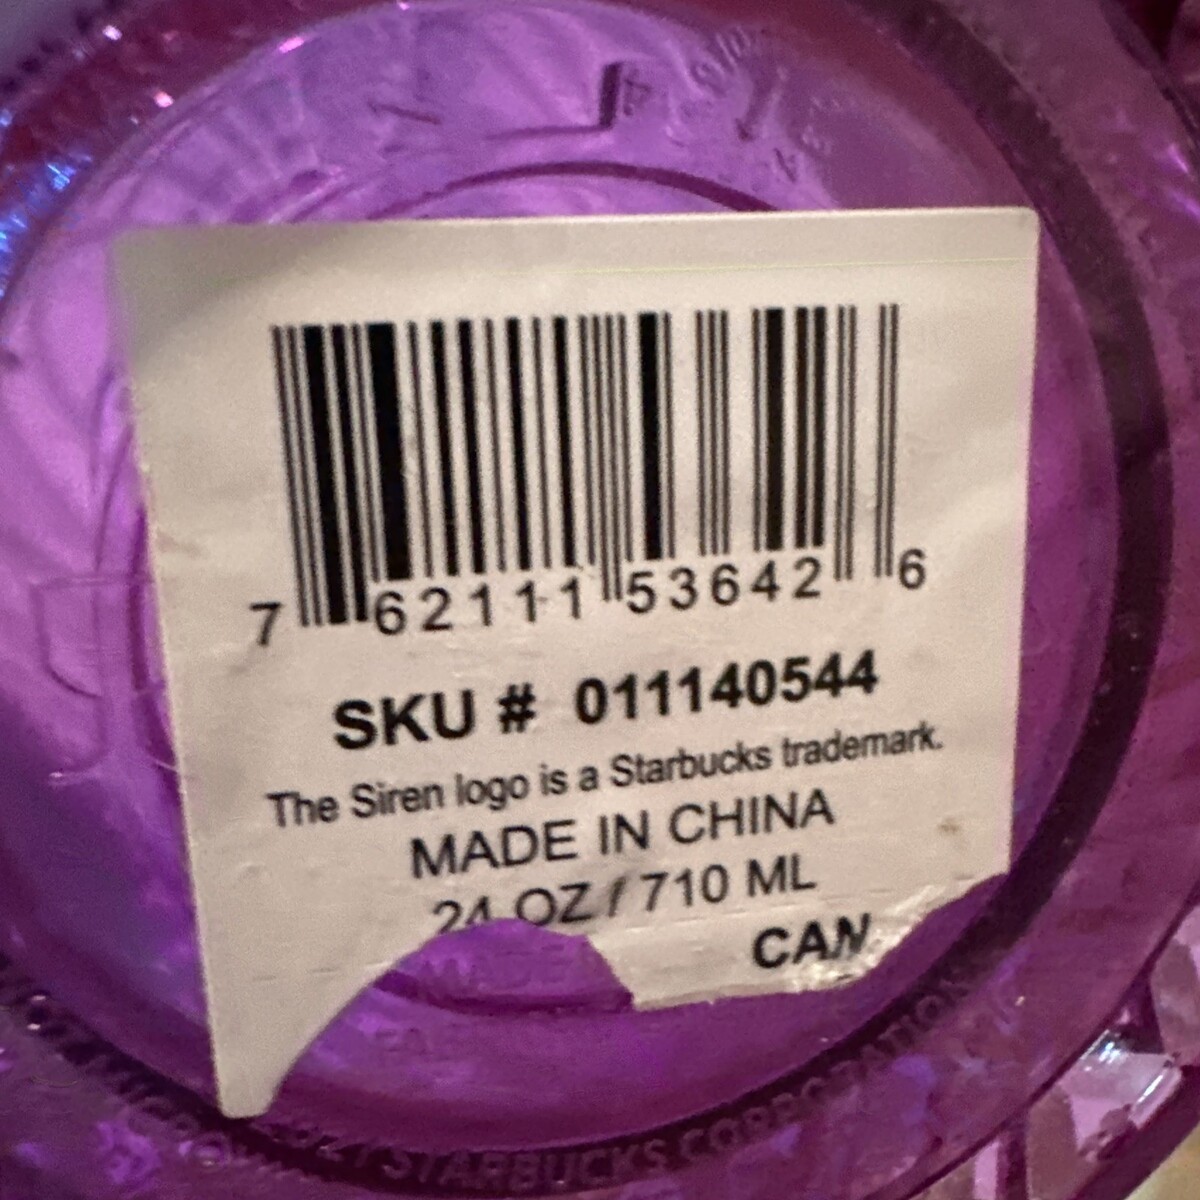 7 62111 53642 6
SKU # 011140544
The Siren logo is a Starbucks trademark.
MADE IN CHINA
24 OZ / 710 ML
CAN
STARBUCKS CORPORATION